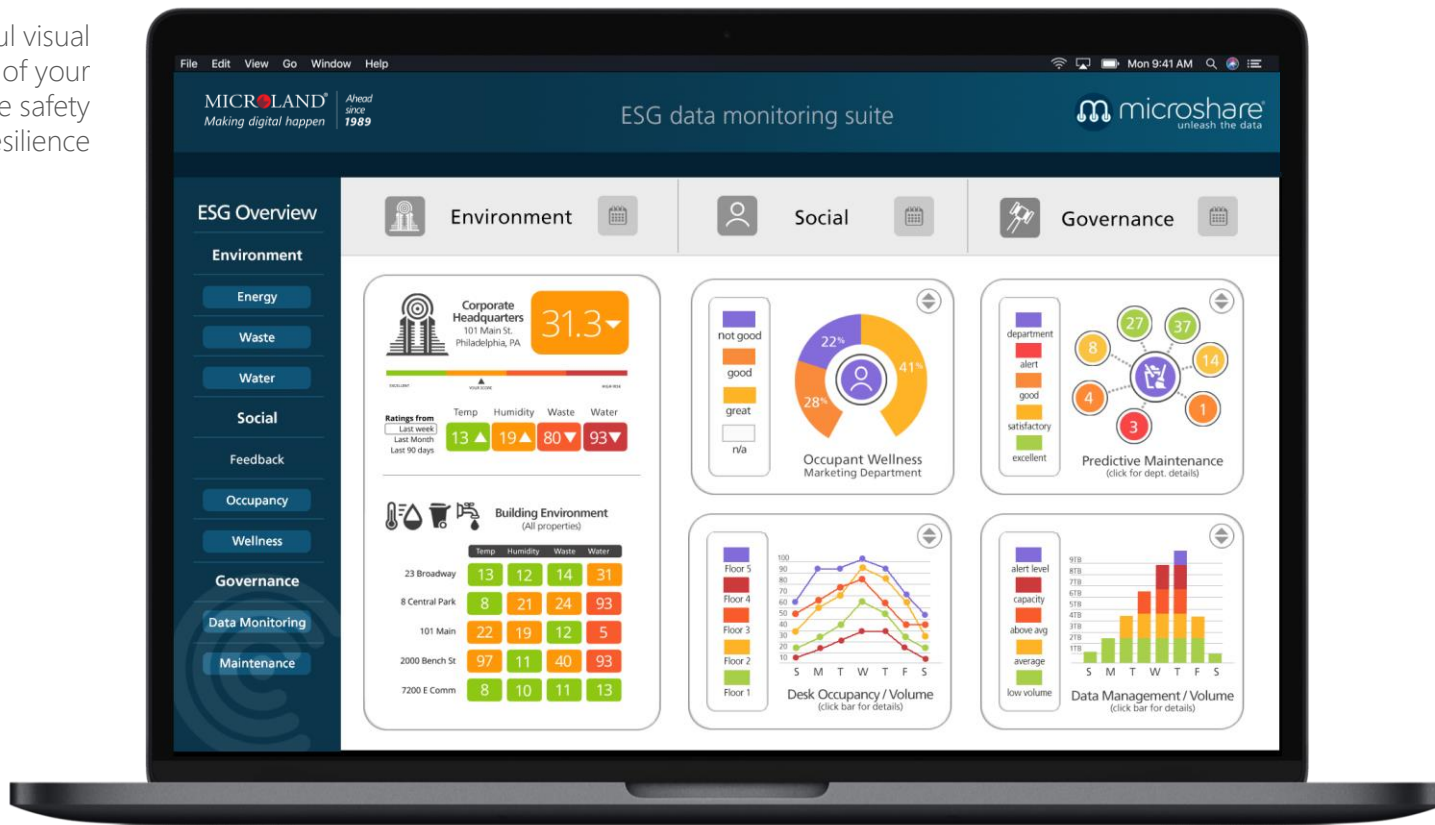 ul visual
of your
e safety
esilience
File Edit View Go Window Help
Mon 9:41 AM
MICROLAND®
Making digital happen
Ahead
since
1989
ESG data monitoring suite
microshare®
unleash the data
ESG Overview
Environment
Energy
Waste
Water
Social
Feedback
Occupancy
Wellness
Governance
Data Monitoring
Maintenance
Environment
Social
Governance
Corporate
Headquarters
101 Main St.
Philadelphia, PA
31.3
EXCELLENT
YOUR SCORE
HIGH RISK
Ratings from
Last week
Last Month
Last 90 days
Temp Humidity Waste Water
13 19 80 93
Building Environment
(All properties)
Temp Humidity Waste Water
23 Broadway 13 12 14 31
8 Central Park 8 21 24 93
101 Main 22 19 12 5
2000 Bench St 97 11 40 93
7200 E Comm 8 10 11 13
not good
good
great
n/a
22%
41%
28%
Occupant Wellness
Marketing Department
department
alert
good
satisfactory
excellent
27 37
8 14
4 1
3
Predictive Maintenance
(click for dept. details)
Floor 5
Floor 4
Floor 3
Floor 2
Floor 1
100
90
80
70
60
50
40
30
20
10
S M T W T F S
Desk Occupancy / Volume
(click bar for details)
alert level
capacity
above avg
average
low volume
9TB
8TB
7TB
6TB
5TB
4TB
3TB
2TB
1TB
S M T W T F S
Data Management / Volume
(click bar for details)